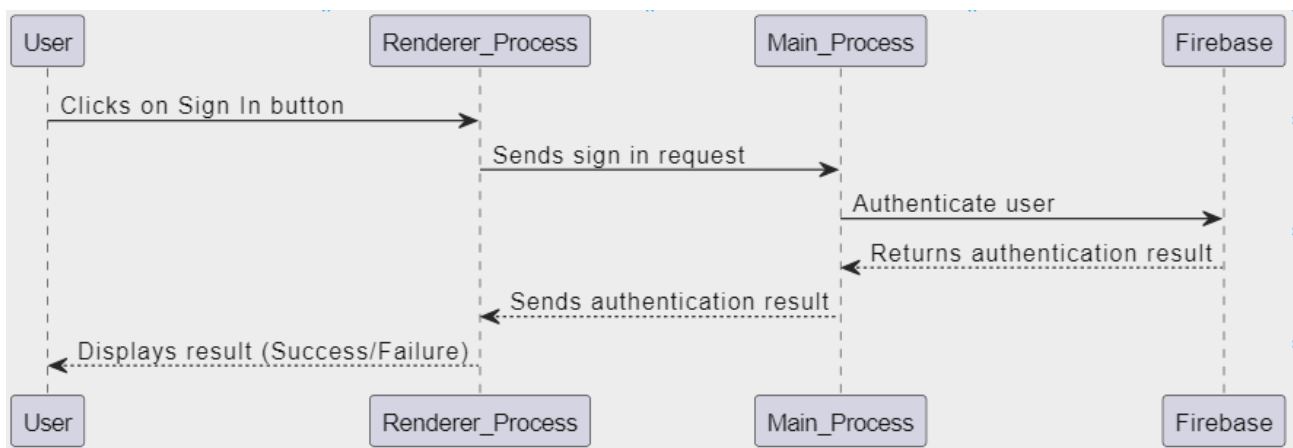 User Renderer_Process Main_Process Firebase
Clicks on Sign In button
Sends sign in request
Authenticate user
Returns authentication result
Sends authentication result
Displays result (Success/Failure)
User Renderer_Process Main_Process Firebase